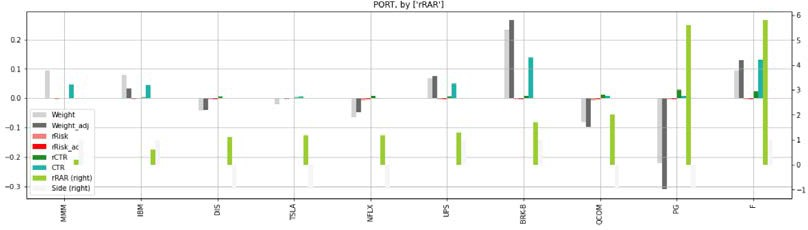 PORT, by ['rRAR']
0.2
0.1
0.0
−0.1
−0.2
−0.3
6
5
4
3
2
1
0
−1
Weight
Weight_adj
rRisk
rRisk_ad
rCTR
CTR
rRAR (right)
Side (right)
MMM
IBM
DIS
TSLA
NFLX
UPS
BRK-B
QCOM
PG
F